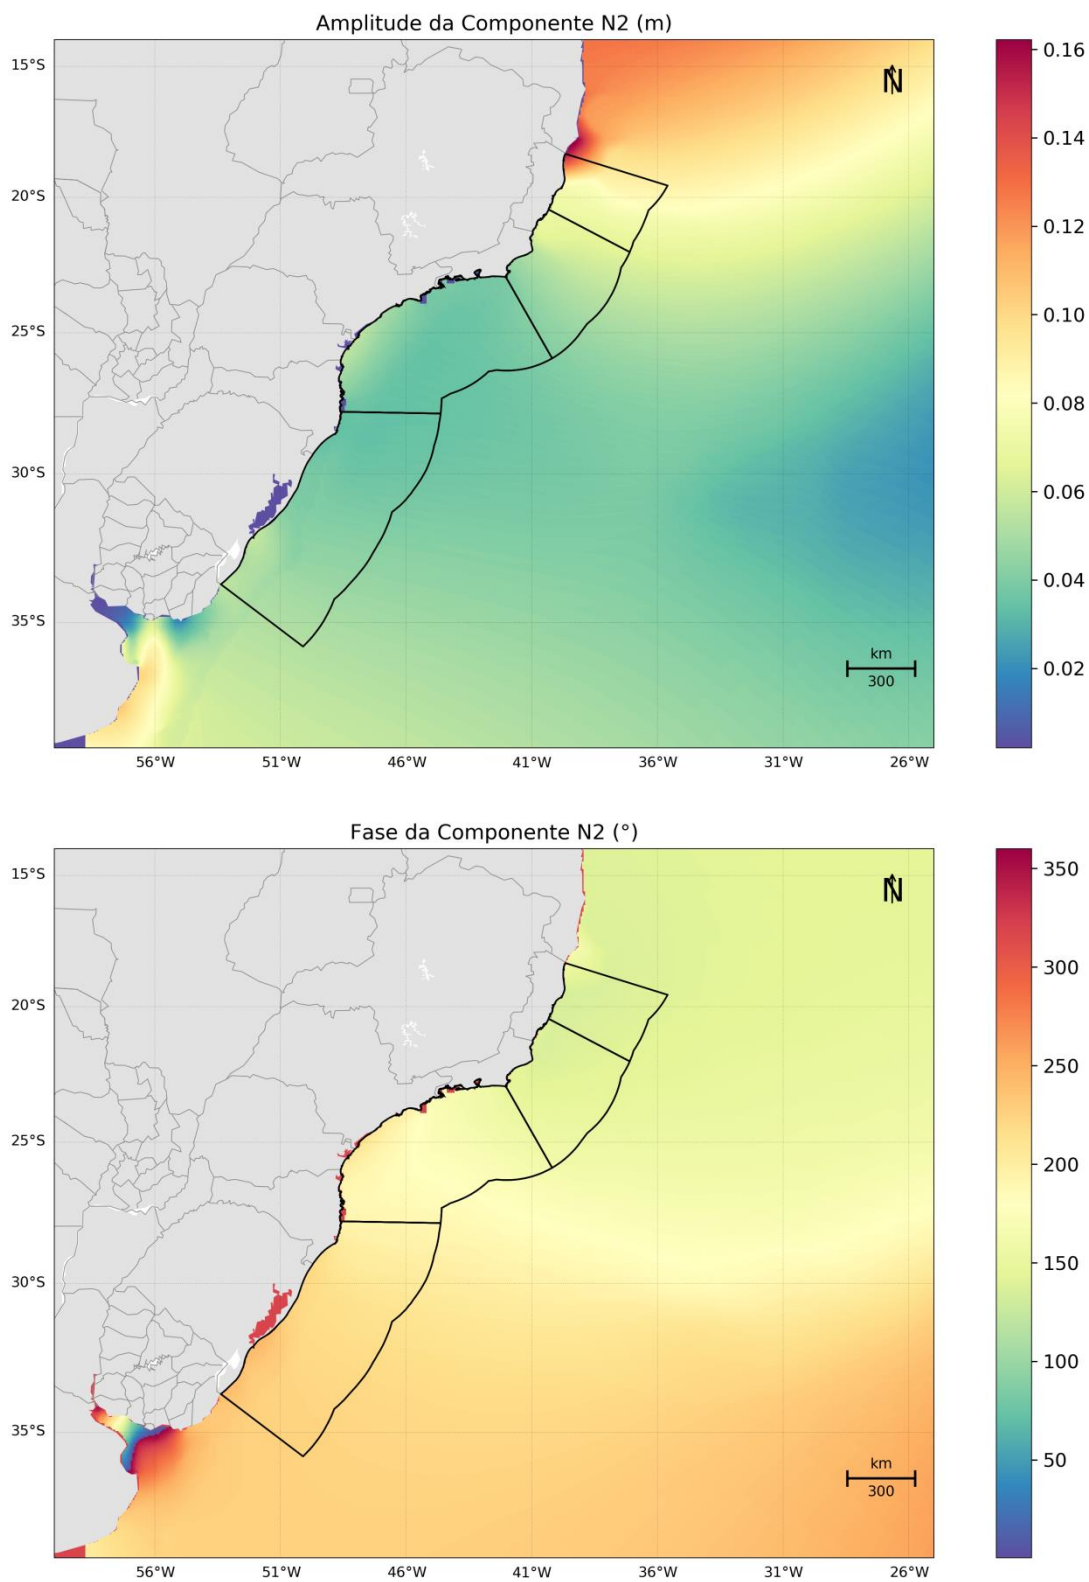 Amplitude da Componente N2 (m)
15°S
20°S
25°S
30°S
35°S
N
km
300
56°W
51°W
46°W
41°W
36°W
31°W
26°W
0.16
0.14
0.12
0.10
0.08
0.06
0.04
0.02
Fase da Componente N2 (°)
15°S
20°S
25°S
30°S
35°S
N
km
300
56°W
51°W
46°W
41°W
36°W
31°W
26°W
350
300
250
200
150
100
50